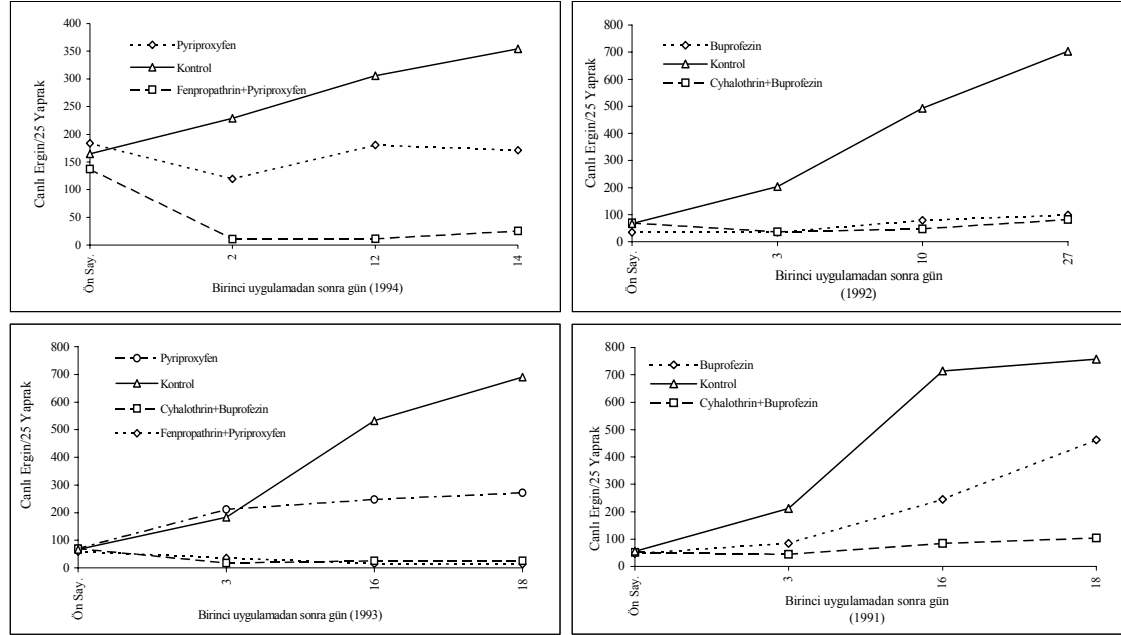 400
350
300
250
200
150
100
50
0
Canlı Ergin/25 Yaprak
Pyriproxyfen
Kontrol
Fenpropathrin+Pyriproxyfen
Ön Say.
2
12
14
Birinci uygulamadan sonra gün (1994)
800
700
600
500
400
300
200
100
0
Canlı Ergin/25 Yaprak
Buprofezin
Kontrol
Cyhalothrin+Buprofezin
Ön Say.
3
10
27
Birinci uygulamadan sonra gün
(1992)
800
700
600
500
400
300
200
100
0
Canlı Ergin/25 Yaprak
Pyriproxyfen
Kontrol
Cyhalothrin+Buprofezin
Fenpropathrin+Pyriproxyfen
Ön Say.
3
16
18
Birinci uygulamadan sonra gün (1993)
800
700
600
500
400
300
200
100
0
Canlı Ergin/25 Yaprak
Buprofezin
Kontrol
Cyhalothrin+Buprofezin
Ön Say.
3
16
18
Birinci uygulamadan sonra gün
(1991)